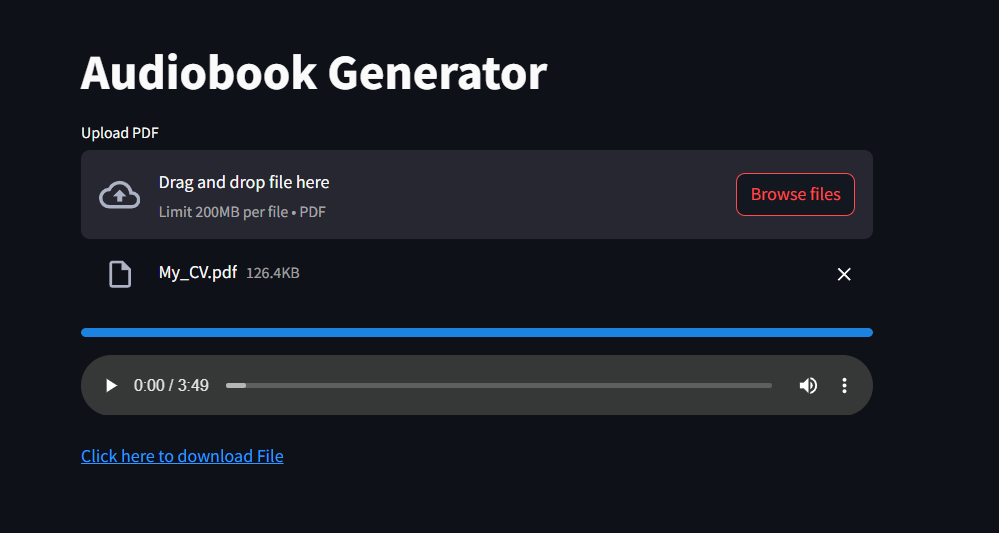 Audiobook Generator
Upload PDF
Drag and drop file here
Limit 200MB per file • PDF
Browse files
My_CV.pdf 126.4KB
0:00 / 3:49
Click here to download File